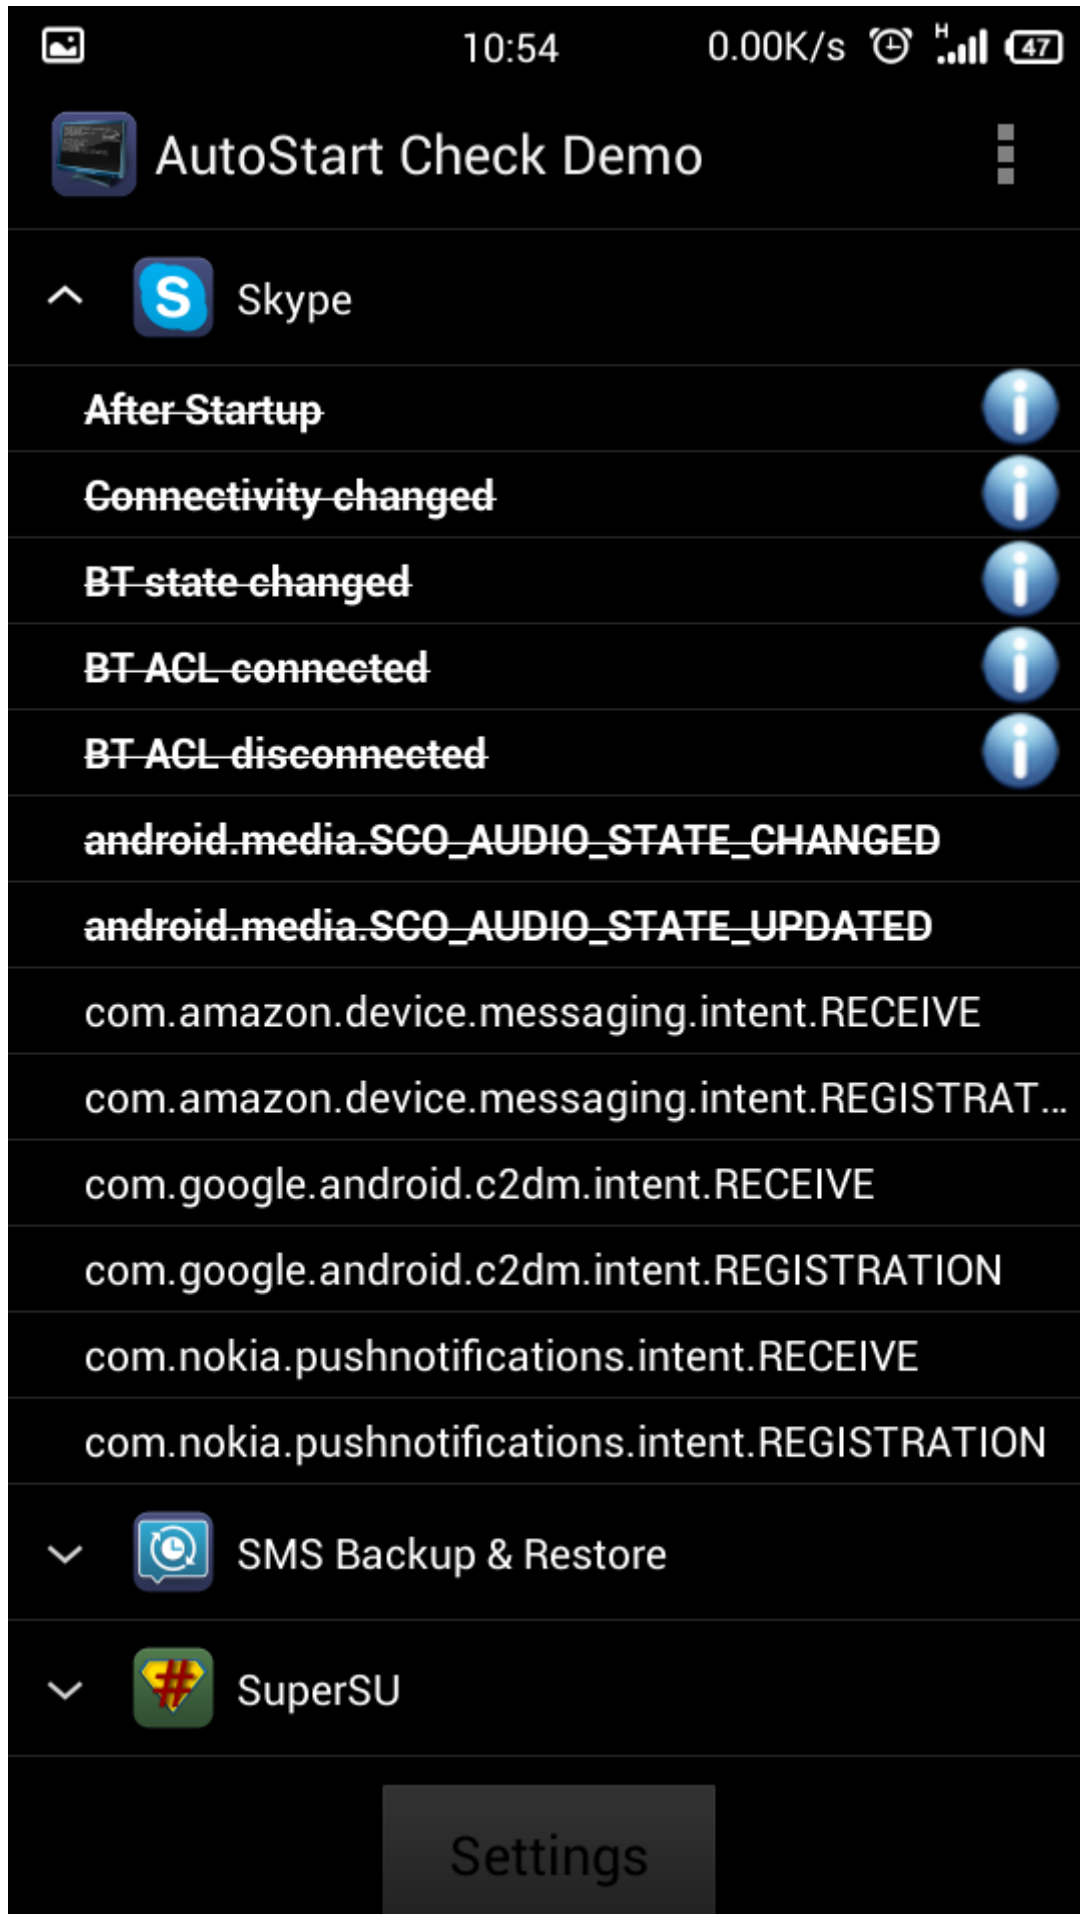 10:54 0.00K/s H 47
AutoStart Check Demo
Skype
After Startup
Connectivity changed
BT state changed
BT ACL connected
BT ACL disconnected
android.media.SCO_AUDIO_STATE_CHANGED
android.media.SCO_AUDIO_STATE_UPDATED
com.amazon.device.messaging.intent.RECEIVE
com.amazon.device.messaging.intent.REGISTRAT...
com.google.android.c2dm.intent.RECEIVE
com.google.android.c2dm.intent.REGISTRATION
com.nokia.pushnotifications.intent.RECEIVE
com.nokia.pushnotifications.intent.REGISTRATION
SMS Backup & Restore
SuperSU
Settings